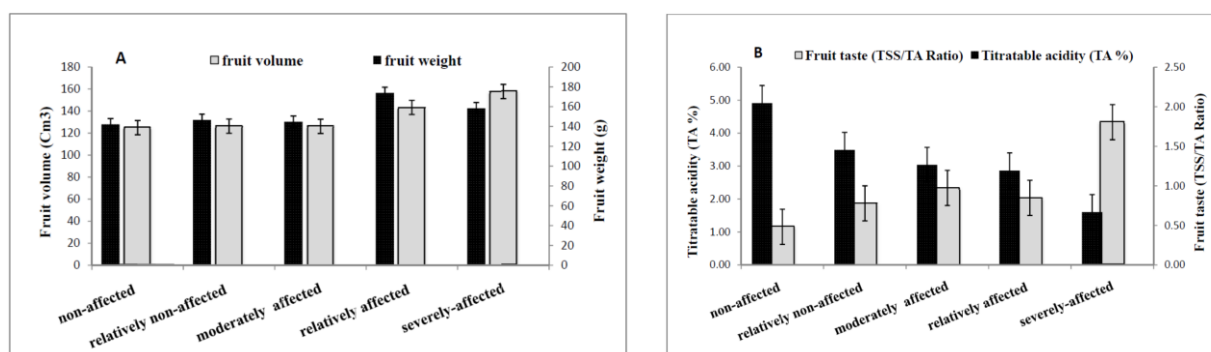 A
fruit volume
fruit weight
180
160
140
120
100
80
60
40
20
0
Fruit volume (Cm3)
200
180
160
140
120
100
80
60
40
20
0
Fruit weight (g)
non-affected
relatively non-affected
moderately affected
relatively affected
severely-affected
B
Fruit taste (TSS/TA Ratio)
Titratable acidity (TA %)
6.00
5.00
4.00
3.00
2.00
1.00
0.00
Titratable acidity (TA %)
2.50
2.00
1.50
1.00
0.50
0.00
Fruit taste (TSS/TA Ratio)
non-affected
relatively non-affected
moderately affected
relatively affected
severely-affected